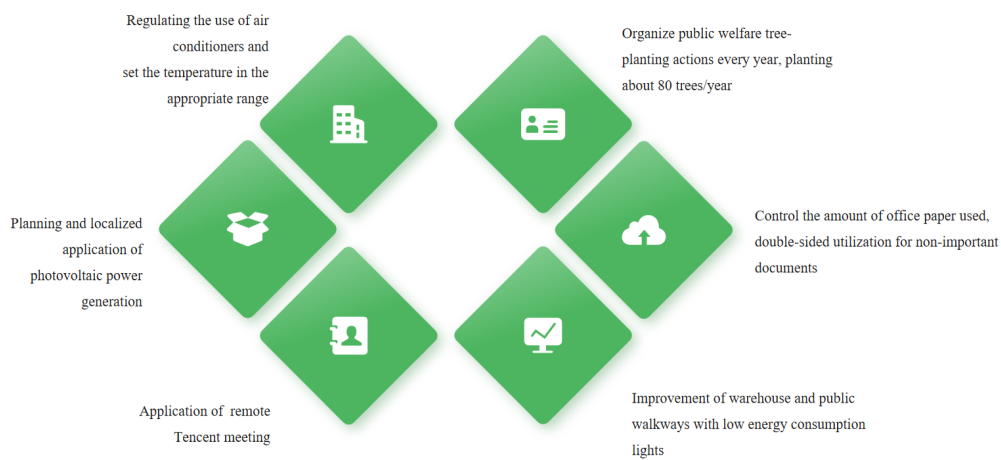 Regulating the use of air
conditioners and
set the temperature in the
appropriate range
Organize public welfare tree-
planting actions every year, planting
about 80 trees/year
Planning and localized
application of
photovoltaic power
generation
Control the amount of office paper used,
double-sided utilization for non-important
documents
Application of  remote
Tencent meeting
Improvement of warehouse and public
walkways with low energy consumption
lights